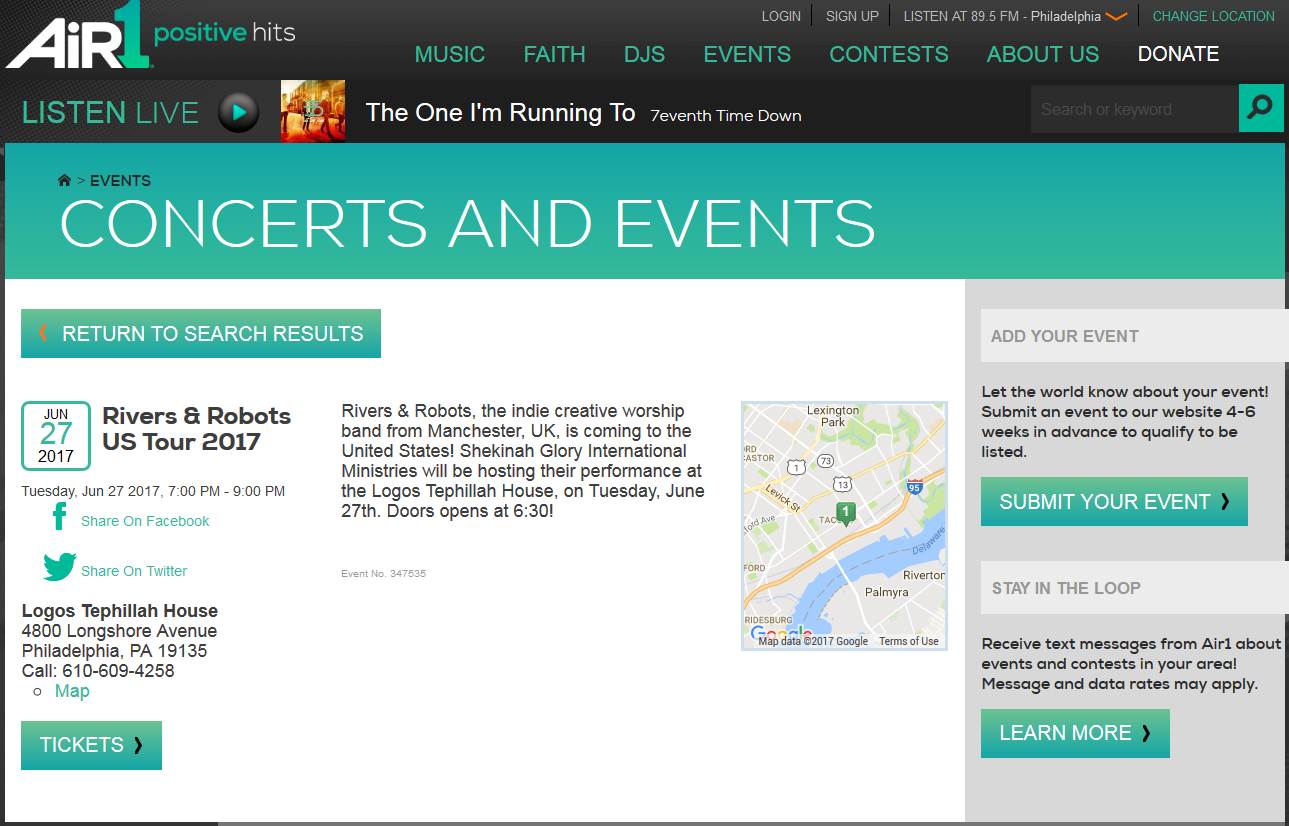 LOGIN
SIGN UP
LISTEN AT 89.5 FM - Philadelphia
CHANGE LOCATION
AiR1 positive hits
MUSIC
FAITH
DJS
EVENTS
CONTESTS
ABOUT US
DONATE
LISTEN LIVE
The One I'm Running To 7eventh Time Down
Search or keyword
> EVENTS
CONCERTS AND EVENTS
RETURN TO SEARCH RESULTS
JUN
27
2017
Rivers & Robots
US Tour 2017
Tuesday, Jun 27 2017, 7:00 PM - 9:00 PM
Share On Facebook
Share On Twitter
Logos Tephillah House
4800 Longshore Avenue
Philadelphia, PA 19135
Call: 610-609-4258
Map
TICKETS
Rivers & Robots, the indie creative worship
band from Manchester, UK, is coming to the
United States! Shekinah Glory International
Ministries will be hosting their performance at
the Logos Tephillah House, on Tuesday, June
27th. Doors opens at 6:30!
Event No. 347535
Lexington
Park
RD
CASTOR
1
73
13
95
Levick St
1
TAC
ford Ave
Delaware
FORD
Riverton
Palmyra
RIDESBURG
Google
Map data ©2017 Google Terms of Use
ADD YOUR EVENT
Let the world know about your event!
Submit an event to our website 4-6
weeks in advance to qualify to be
listed.
SUBMIT YOUR EVENT
STAY IN THE LOOP
Receive text messages from Air1 about
events and contests in your area!
Message and data rates may apply.
LEARN MORE